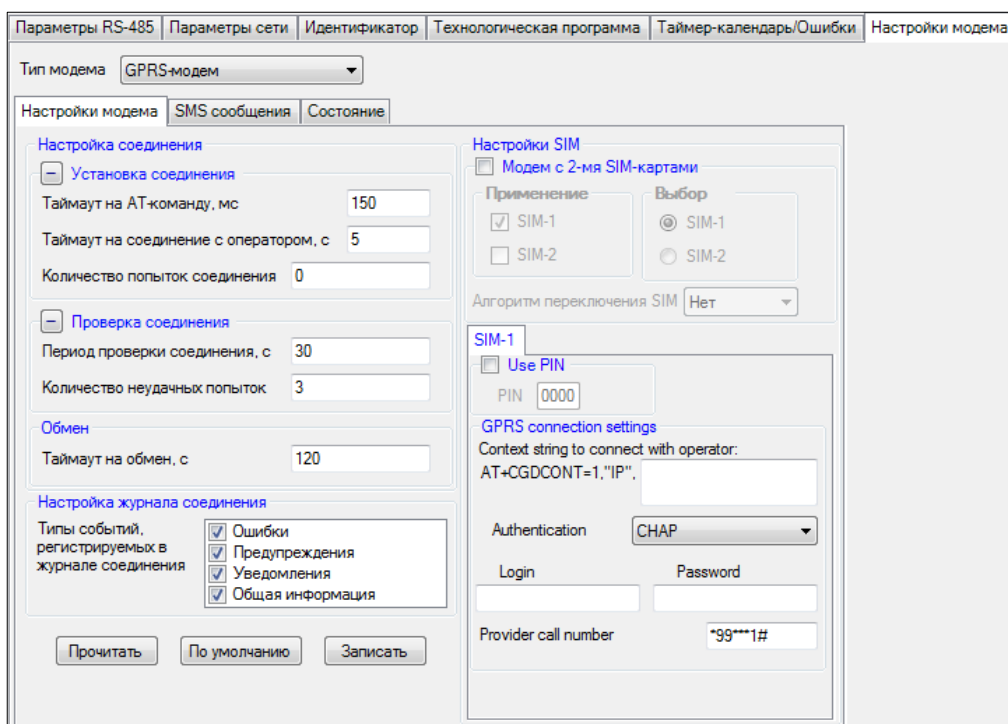 Параметры RS-485 Параметры сети Идентификатор Технологическая программа Таймер-календарь/Ошибки Настройки модема
Тип модема GPRS-модем
Настройки модема SMS сообщения Состояние
Настройка соединения
Установка соединения
Таймаут на АТ-команду, мс 150
Таймаут на соединение с оператором, с 5
Количество попыток соединения 0
Проверка соединения
Период проверки соединения, с 30
Количество неудачных попыток 3
Обмен
Таймаут на обмен, с 120
Настройка журнала соединения
Типы событий,
регистрируемых в
журнале соединения
Ошибки
Предупреждения
Уведомления
Общая информация
Прочитать По умолчанию Записать
Настройки SIM
Модем с 2-мя SIM-картами
Применение Выбор
SIM-1 SIM-1
SIM-2 SIM-2
Алгоритм переключения SIM Нет
SIM-1
Use PIN
PIN 0000
GPRS connection settings
Context string to connect with operator:
AT+CGDCONT=1,"IP",
Authentication CHAP
Login Password
Provider call number *99***1#